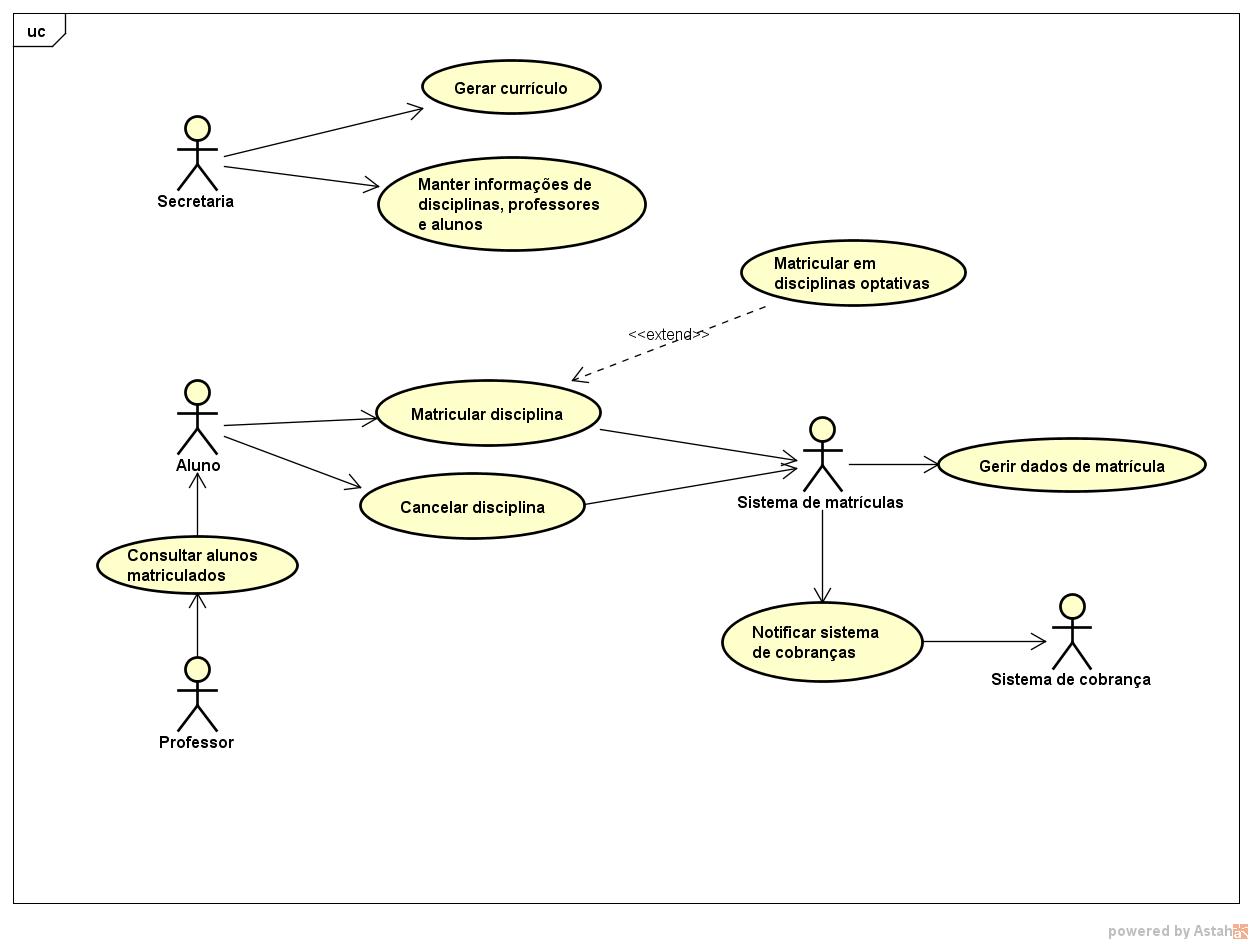 uc
Gerar currículo
Secretaria
Manter informações de
disciplinas, professores
e alunos
Matricular em
disciplinas optativas
<<extend>>
Matricular disciplina
Aluno
Sistema de matrículas
Gerir dados de matrícula
Cancelar disciplina
Consultar alunos
matriculados
Notificar sistema
de cobranças
Sistema de cobrança
Professor
powered by Astah